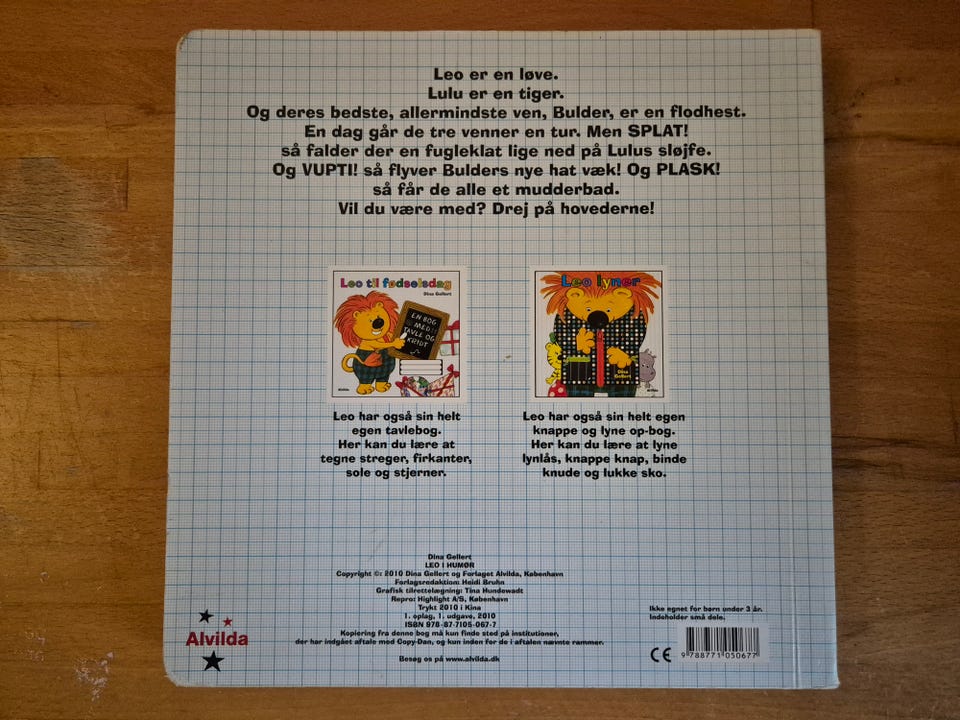 Leo er en løve.
Lulu er en tiger.
Og deres bedste, allermindste ven, Bulder, er en flodhest.
En dag går de tre venner en tur. Men SPLAT!
så falder der en fugleklat lige ned på Lulus sløjfe.
Og VUPTI! så flyver Bulders nye hat væk! Og PLASK!
så får de alle et mudderbad.
Vil du være med? Drej på hovederne!
Leo til fødselsdag
Dina Gellert
EN BOG
MED
TAVLE OG
KRIDT
Alvilda
Leo har også sin helt
egen tavlebog.
Her kan du lære at
tegne streger, firkanter,
sole og stjerner.
Leo lyner
Dina
Gellert
Alvilda
Leo har også sin helt egen
knappe og lyne op-bog.
Her kan du lære at lyne
lynlås, knappe knap, binde
knude og lukke sko.
Dina Gellert
LEO I HUMØR
Copyright ©: 2010 Dina Gellert og Forlaget Alvilda, København
Forlagsredaktion: Heidi Bruhn
Grafisk tilrettelægning: Tina Hundewadt
Repro: Highlight A/S, København
Trykt 2010 i Kina
1. oplag, 1. udgave, 2010
ISBN 978-87-7105-067-7
Kopiering fra denne bog må kun finde sted på institutioner,
der har indgået aftale med Copy-Dan, og kun inden for de i aftalen nævnte rammer.
Besøg os på www.alvilda.dk
Alvilda
Ikke egnet for børn under 3 år.
Indeholder små dele.
CE
9 788771 050677